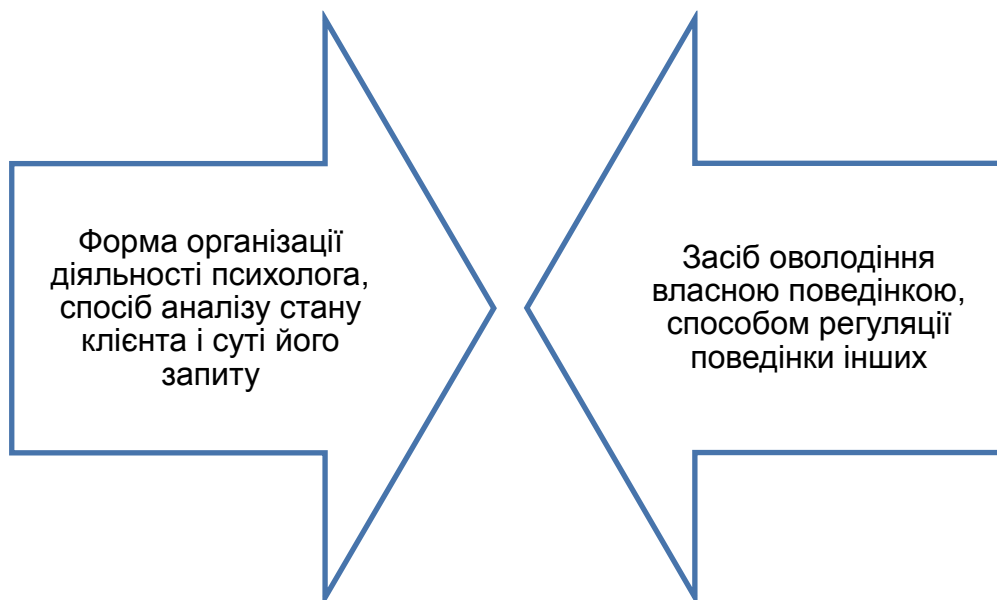 Форма організації
діяльності психолога,
спосіб аналізу стану
клієнта і суті його
запиту
Засіб оволодіння
власною поведінкою,
способом регуляції
поведінки інших